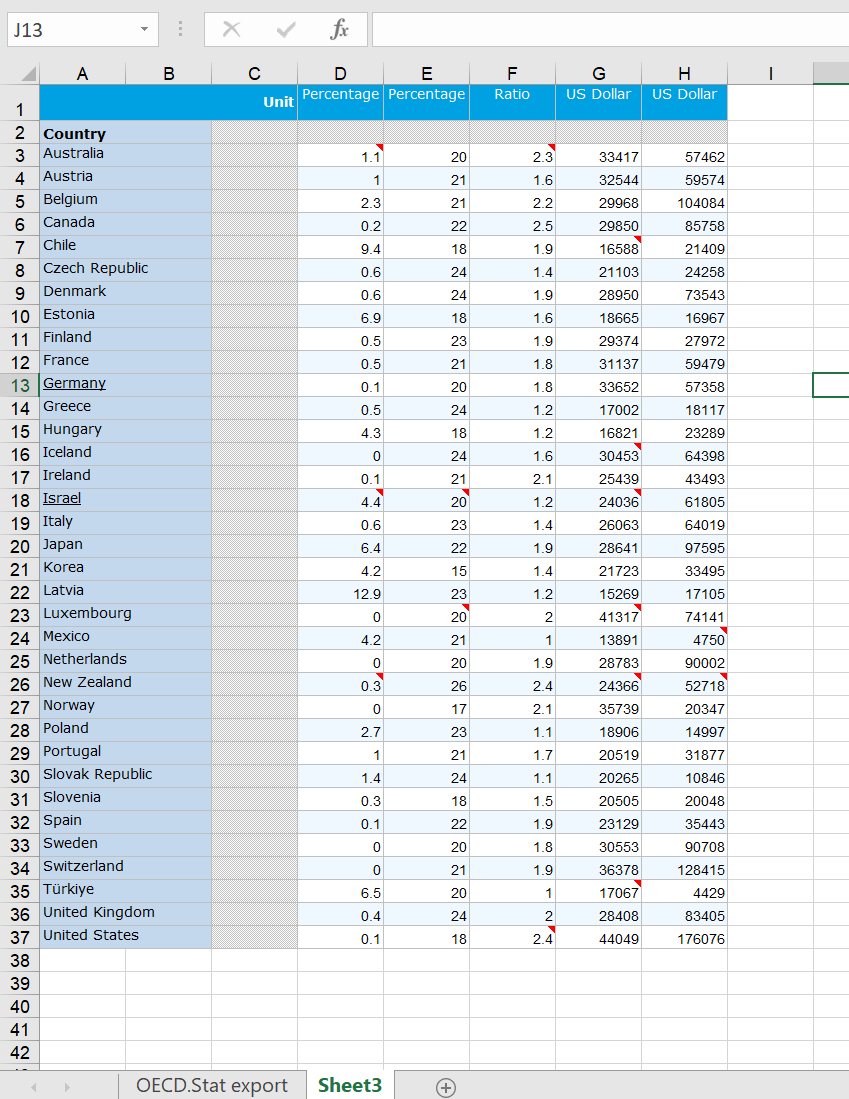 J13 fx
A B C D E F G H I
1 Unit Percentage Percentage Ratio US Dollar US Dollar
2 Country
3 Australia 1.1 20 2.3 33417 57462
4 Austria 1 21 1.6 32544 59574
5 Belgium 2.3 21 2.2 29968 104084
6 Canada 0.2 22 2.5 29850 85758
7 Chile 9.4 18 1.9 16588 21409
8 Czech Republic 0.6 24 1.4 21103 24258
9 Denmark 0.6 24 1.9 28950 73543
10 Estonia 6.9 18 1.6 18665 16967
11 Finland 0.5 23 1.9 29374 27972
12 France 0.5 21 1.8 31137 59479
13 Germany 0.1 20 1.8 33652 57358
14 Greece 0.5 24 1.2 17002 18117
15 Hungary 4.3 18 1.2 16821 23289
16 Iceland 0 24 1.6 30453 64398
17 Ireland 0.1 21 2.1 25439 43493
18 Israel 4.4 20 1.2 24036 61805
19 Italy 0.6 23 1.4 26063 64019
20 Japan 6.4 22 1.9 28641 97595
21 Korea 4.2 15 1.4 21723 33495
22 Latvia 12.9 23 1.2 15269 17105
23 Luxembourg 0 20 2 41317 74141
24 Mexico 4.2 21 1 13891 4750
25 Netherlands 0 20 1.9 28783 90002
26 New Zealand 0.3 26 2.4 24366 52718
27 Norway 0 17 2.1 35739 20347
28 Poland 2.7 23 1.1 18906 14997
29 Portugal 1 21 1.7 20519 31877
30 Slovak Republic 1.4 24 1.1 20265 10846
31 Slovenia 0.3 18 1.5 20505 20048
32 Spain 0.1 22 1.9 23129 35443
33 Sweden 0 20 1.8 30553 90708
34 Switzerland 0 21 1.9 36378 128415
35 Türkiye 6.5 20 1 17067 4429
36 United Kingdom 0.4 24 2 28408 83405
37 United States 0.1 18 2.4 44049 176076
38
39
40
41
42
OECD.Stat export Sheet3